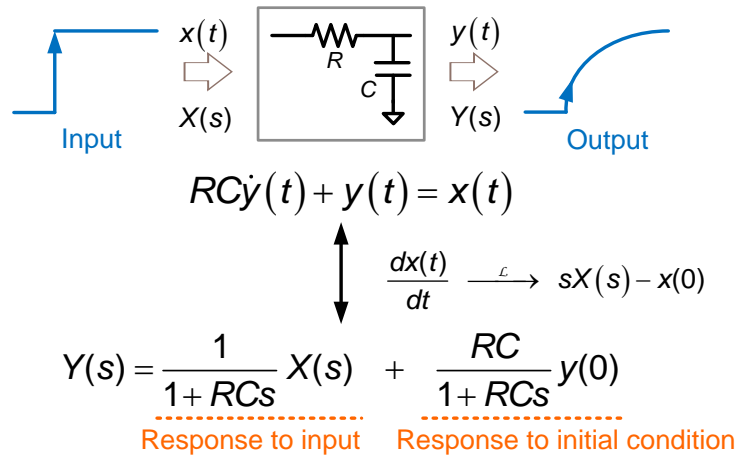 x(t) y(t)
R
C
X(s) Y(s)
Input Output
RCẏ(t) + y(t) = x(t)
dx(t)/dt —ℒ→ sX(s) − x(0)
Y(s) = 1/(1 + RCs) X(s) + RC/(1 + RCs) y(0)
Response to input Response to initial condition